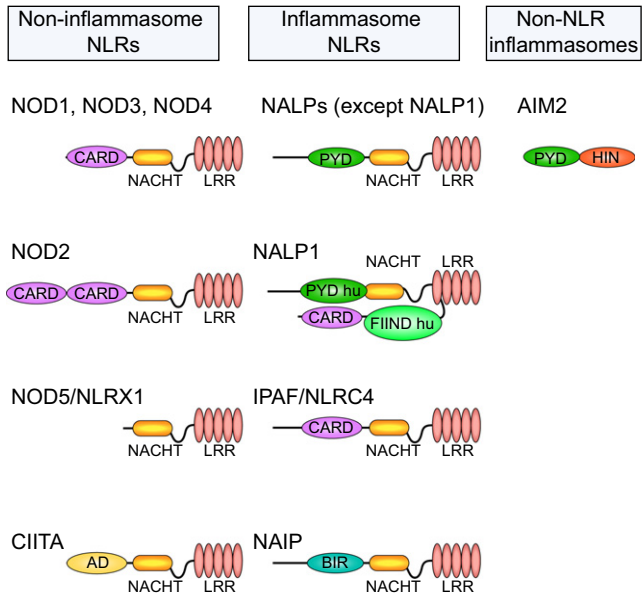 Non-inflammasome
NLRs
Inflammasome
NLRs
Non-NLR
inflammasomes
NOD1, NOD3, NOD4
NALPs (except NALP1)
AIM2
CARD
NACHT
LRR
PYD
NACHT
LRR
PYD
HIN
NOD2
NALP1
CARD
CARD
NACHT
LRR
NACHT
LRR
PYD hu
CARD
FIIND hu
NOD5/NLRX1
IPAF/NLRC4
NACHT
LRR
CARD
NACHT
LRR
CIITA
NAIP
AD
NACHT
LRR
BIR
NACHT
LRR